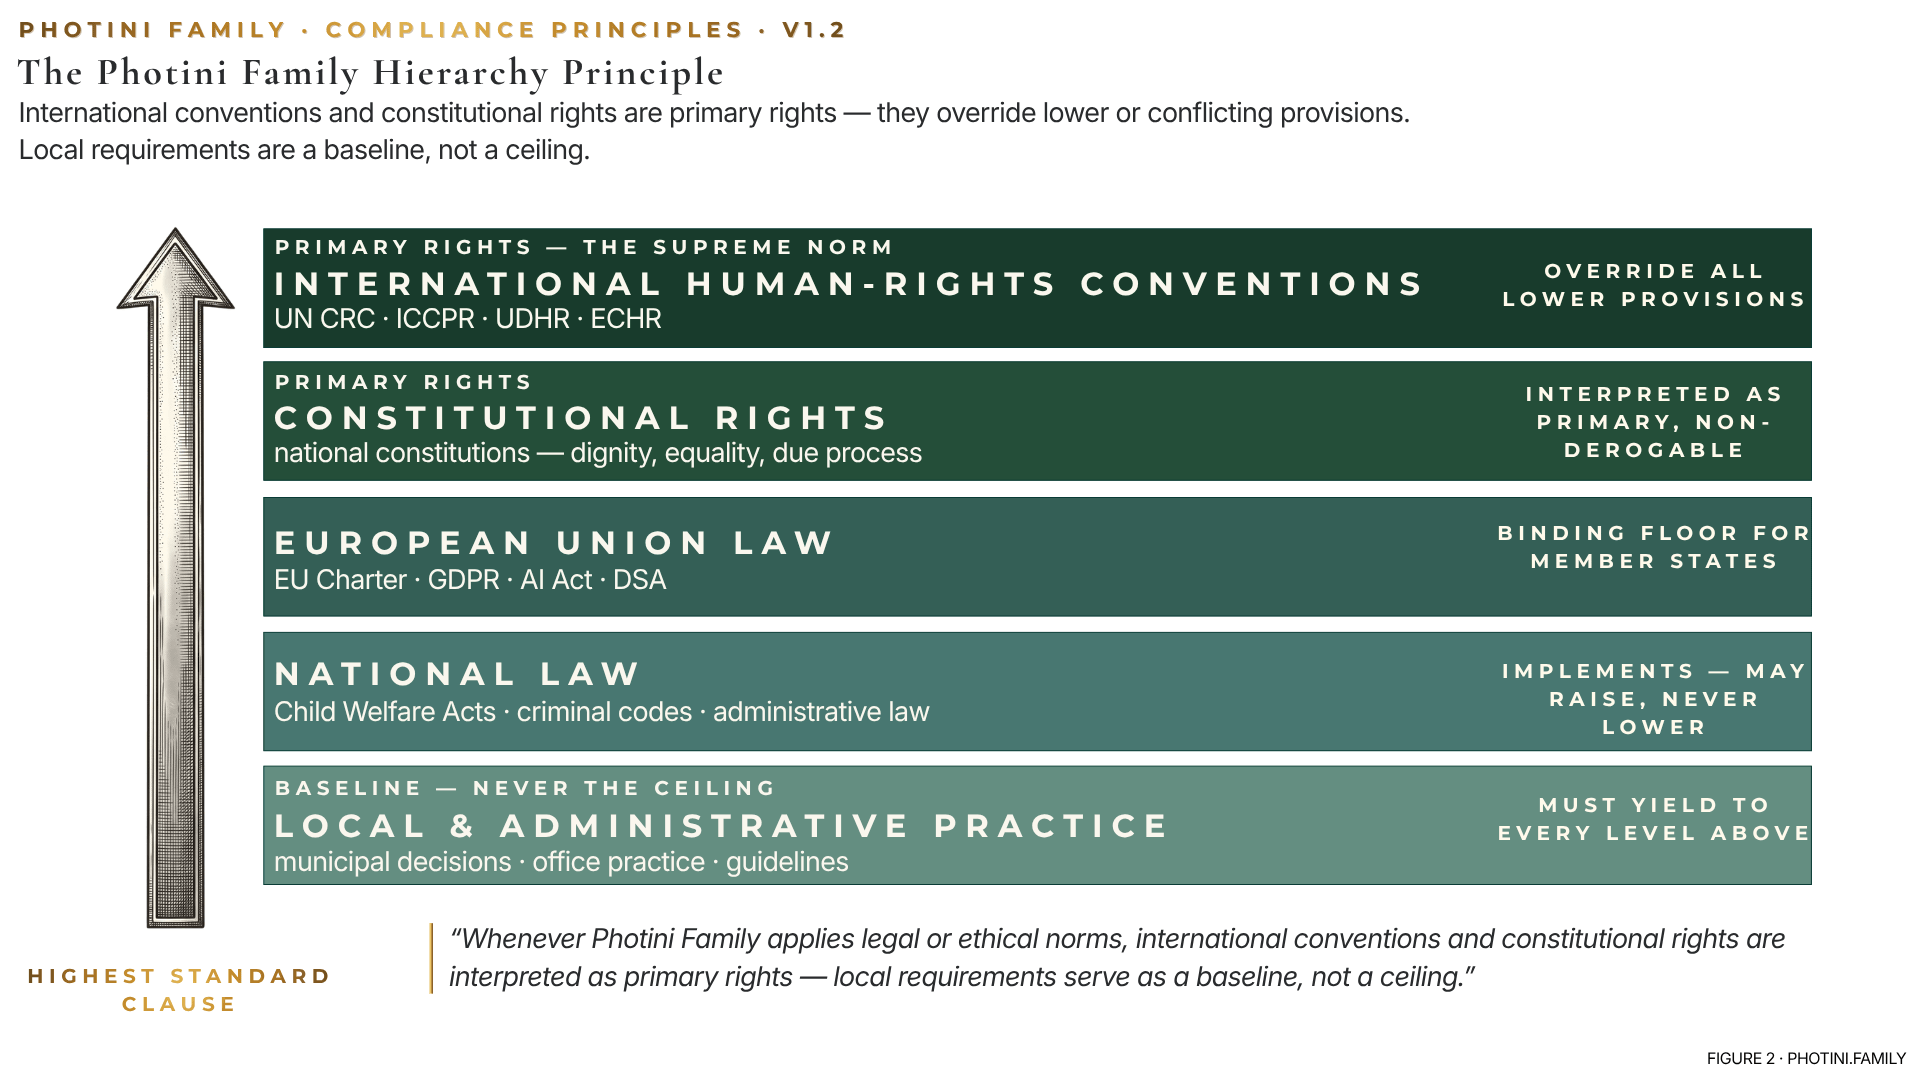 PHOTINI FAMILY · COMPLIANCE PRINCIPLES · V1.2
The Photini Family Hierarchy Principle
International conventions and constitutional rights are primary rights — they override lower or conflicting provisions.
Local requirements are a baseline, not a ceiling.
PRIMARY RIGHTS — THE SUPREME NORM
INTERNATIONAL HUMAN-RIGHTS CONVENTIONS
UN CRC · ICCPR · UDHR · ECHR
OVERRIDE ALL
LOWER PROVISIONS
PRIMARY RIGHTS
CONSTITUTIONAL RIGHTS
national constitutions — dignity, equality, due process
INTERPRETED AS
PRIMARY, NON-
DEROGABLE
EUROPEAN UNION LAW
EU Charter · GDPR · AI Act · DSA
BINDING FLOOR FOR
MEMBER STATES
NATIONAL LAW
Child Welfare Acts · criminal codes · administrative law
IMPLEMENTS — MAY
RAISE, NEVER
LOWER
BASELINE — NEVER THE CEILING
LOCAL & ADMINISTRATIVE PRACTICE
municipal decisions · office practice · guidelines
MUST YIELD TO
EVERY LEVEL ABOVE
HIGHEST STANDARD
CLAUSE
“Whenever Photini Family applies legal or ethical norms, international conventions and constitutional rights are
interpreted as primary rights — local requirements serve as a baseline, not a ceiling.”
FIGURE 2 · PHOTINI.FAMILY